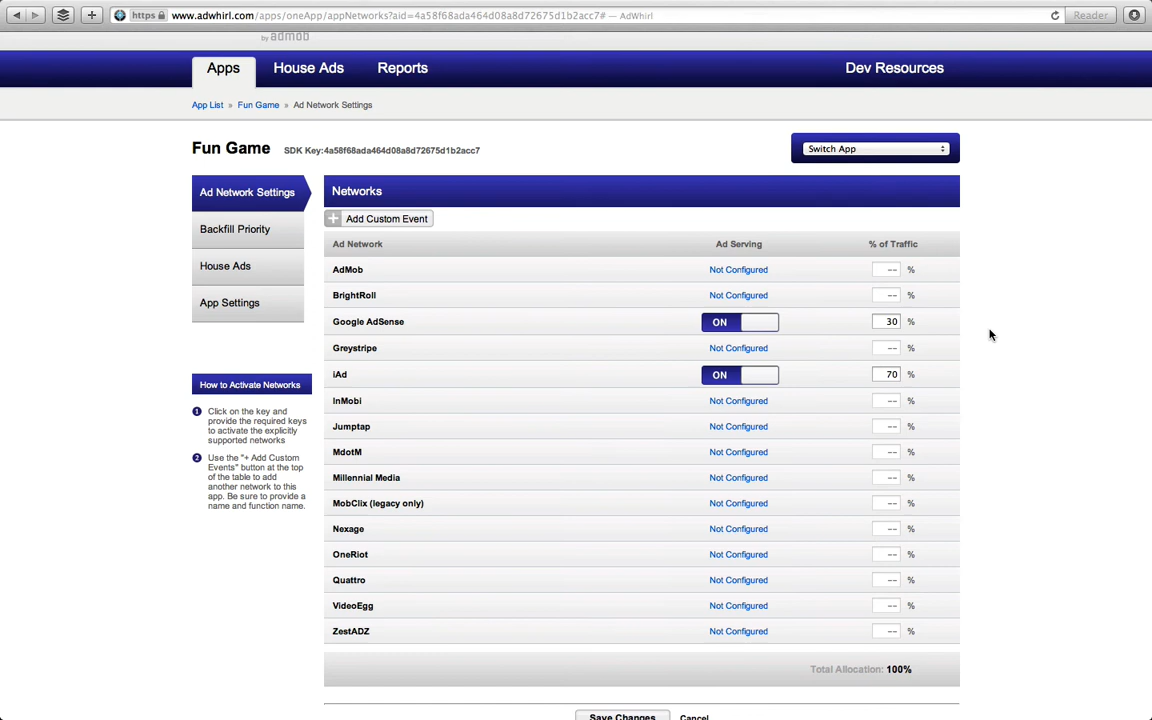 https www.adwhirl.com/apps/oneApp/appNetworks?aid=4a58f68ada464d08a8d72675d1b2acc7# — AdWhirl Reader
by admob
Apps House Ads Reports Dev Resources
App List » Fun Game » Ad Network Settings
Fun Game SDK Key:4a58f68ada464d08a8d72675d1b2acc7 Switch App
Ad Network Settings
Backfill Priority
House Ads
App Settings
How to Activate Networks
1 Click on the key and
provide the required keys
to activate the explicitly
supported networks
2 Use the "+ Add Custom
Events" button at the top
of the table to add
another network to this
app. Be sure to provide a
name and function name.
Networks
+ Add Custom Event
Ad Network Ad Serving % of Traffic
AdMob Not Configured -- %
BrightRoll Not Configured -- %
Google AdSense ON 30 %
Greystripe Not Configured -- %
iAd ON 70 %
InMobi Not Configured -- %
Jumptap Not Configured -- %
MdotM Not Configured -- %
Millennial Media Not Configured -- %
MobClix (legacy only) Not Configured -- %
Nexage Not Configured -- %
OneRiot Not Configured -- %
Quattro Not Configured -- %
VideoEgg Not Configured -- %
ZestADZ Not Configured -- %
Total Allocation: 100%
Save Changes Cancel